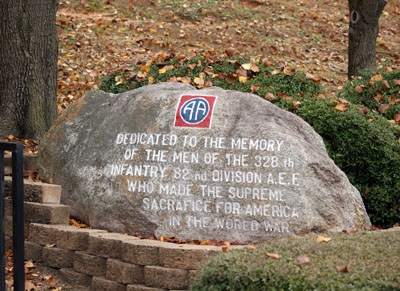 AA
DEDICATED TO THE MEMORY
OF THE MEN OF THE 328 th
INFANTRY 82 nd DIVISION A.E.F.
WHO MADE THE SUPREME
SACRAFICE FOR AMERICA
IN THE WORLD WAR